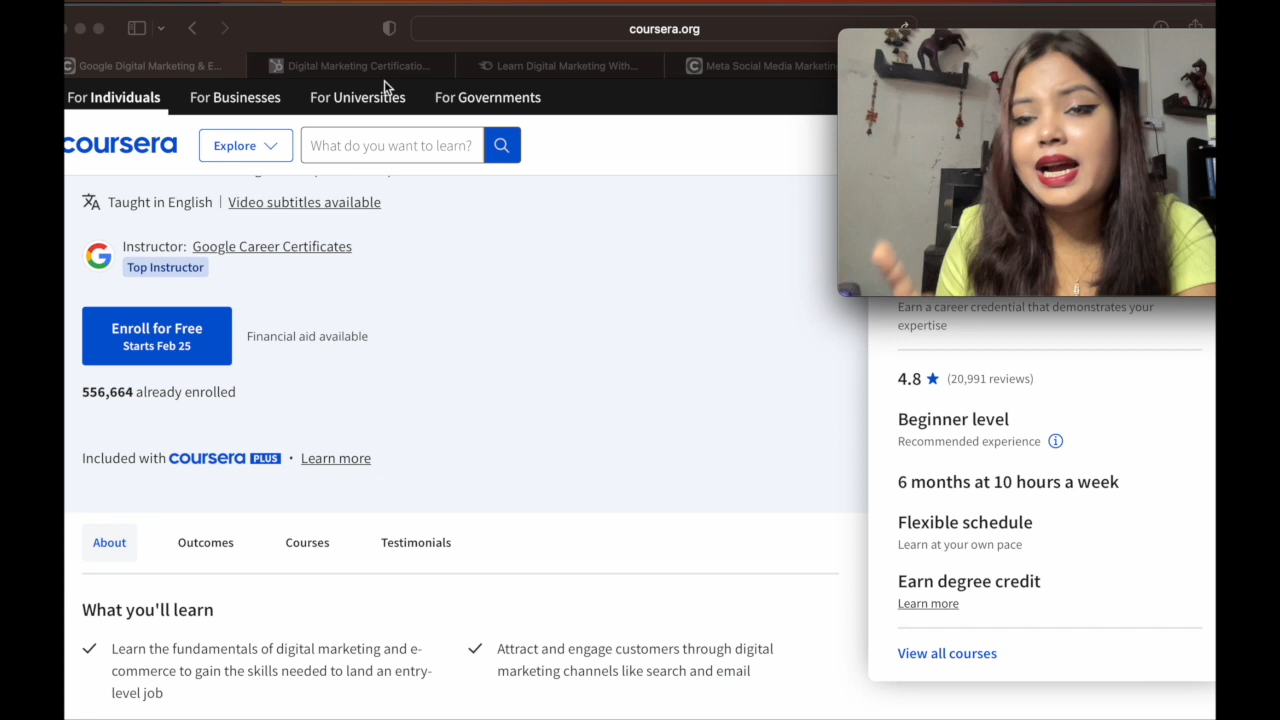 coursera.org
Google Digital Marketing & E...
Digital Marketing Certificatio...
Learn Digital Marketing With...
Meta Social Media Marketing
For Individuals
For Businesses
For Universities
For Governments
coursera
Explore
What do you want to learn?
Taught in English | Video subtitles available
Instructor: Google Career Certificates
Top Instructor
Enroll for Free
Starts Feb 25
Financial aid available
556,664 already enrolled
Included with coursera PLUS • Learn more
About
Outcomes
Courses
Testimonials
What you'll learn
Learn the fundamentals of digital marketing and e-
commerce to gain the skills needed to land an entry-
level job
Attract and engage customers through digital
marketing channels like search and email
Earn a career credential that demonstrates your
expertise
4.8 ★ (20,991 reviews)
Beginner level
Recommended experience
6 months at 10 hours a week
Flexible schedule
Learn at your own pace
Earn degree credit
Learn more
View all courses